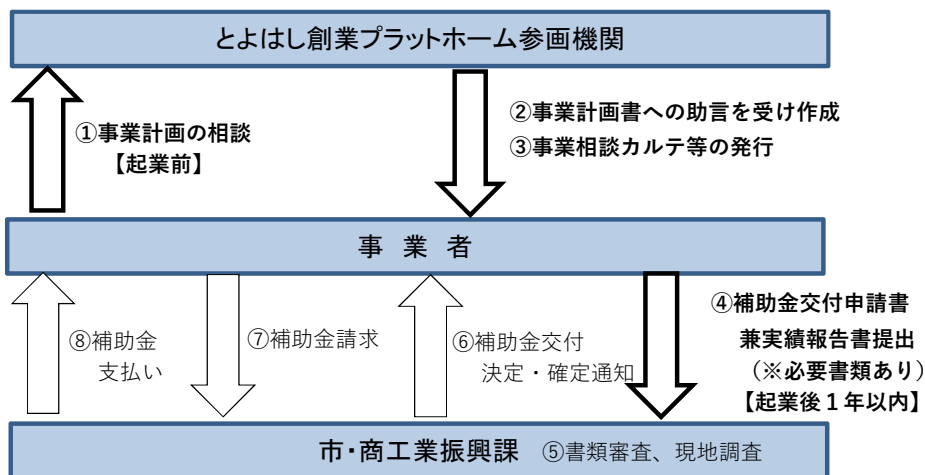 とよはし創業プラットホーム参画機関
①事業計画の相談
【起業前】
②事業計画書への助言を受け作成
③事業相談カルテ等の発行
事 業 者
⑧補助金
支払い
⑦補助金請求
⑥補助金交付
決定・確定通知
④補助金交付申請書
兼実績報告書提出
（※必要書類あり）
【起業後１年以内】
市・商工業振興課 ⑤書類審査、現地調査